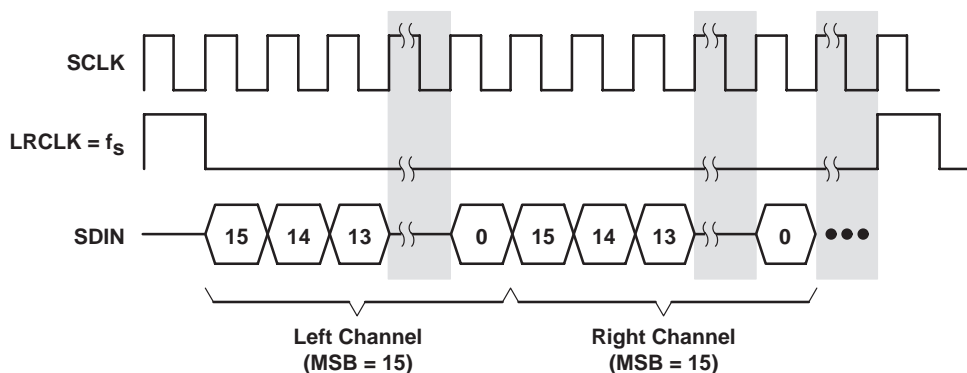 SCLK
LRCLK = fs
SDIN
15 14 13 0 15 14 13 0
Left Channel
(MSB = 15)
Right Channel
(MSB = 15)